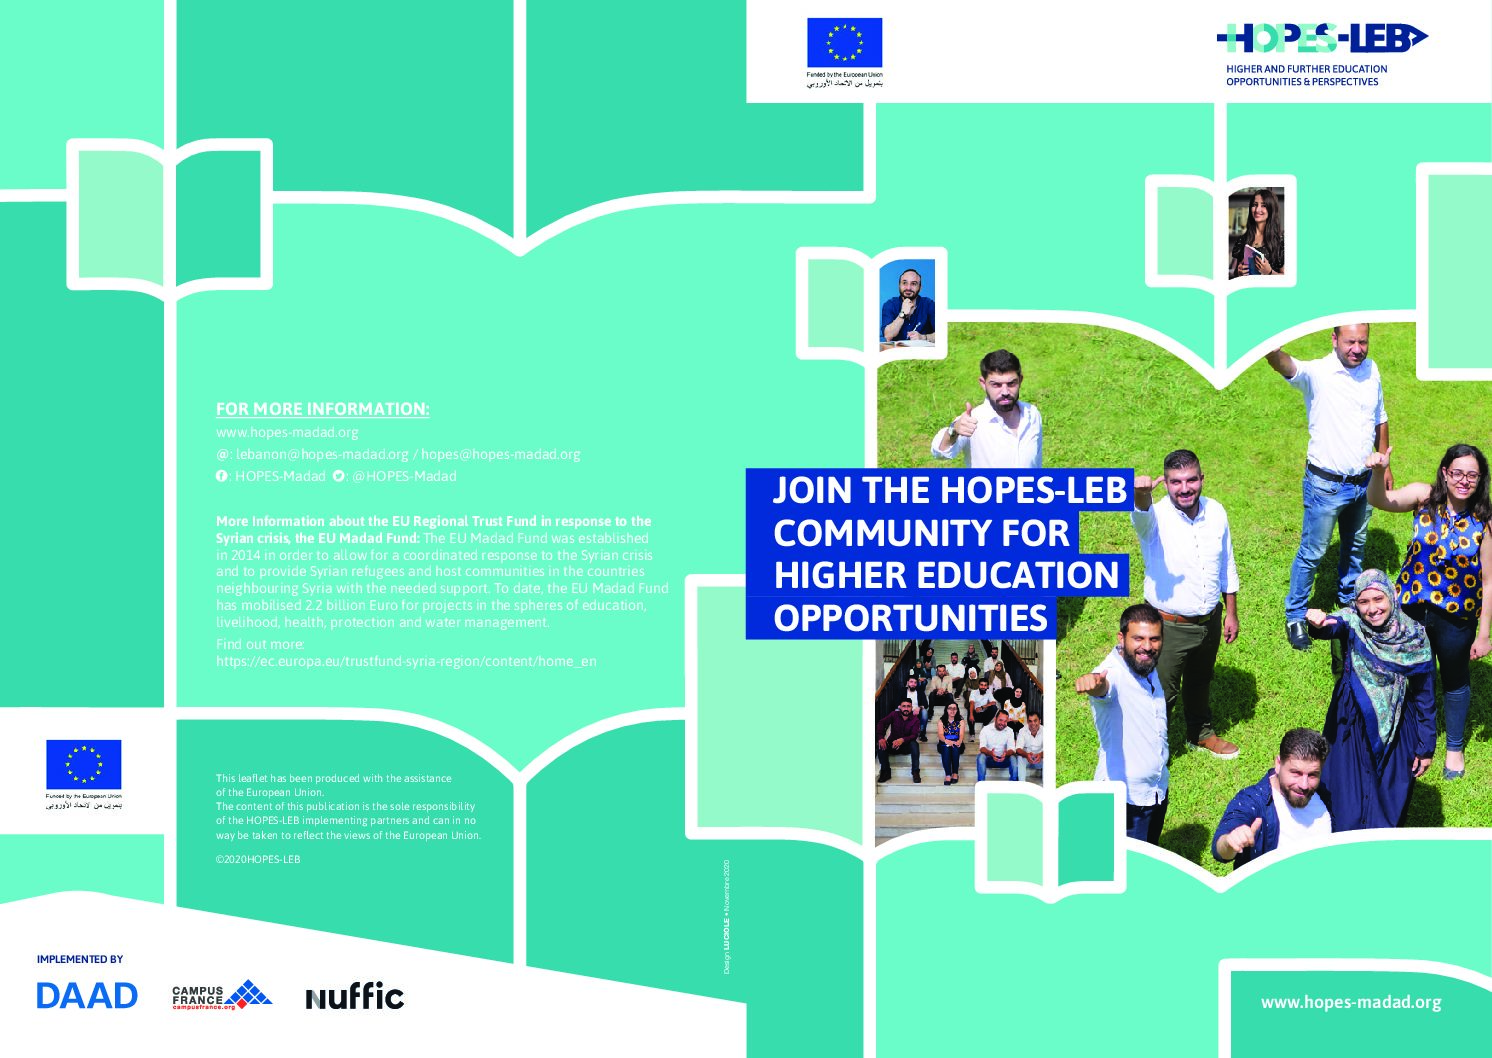 FOR MORE INFORMATION:
www.hopes-madad.org
@: lebanon@hopes-madad.org / hopes@hopes-madad.org
: HOPES-Madad : @HOPES-Madad
More Information about the EU Regional Trust Fund in response to the
Syrian crisis, the EU Madad Fund: The EU Madad Fund was established
in 2014 in order to allow for a coordinated response to the Syrian crisis
and to provide Syrian refugees and host communities in the countries
neighbouring Syria with the needed support. To date, the EU Madad Fund
has mobilised 2.2 billion Euro for projects in the spheres of education,
livelihood, health, protection and water management.
Find out more:
https://ec.europa.eu/trustfund-syria-region/content/home_en
Funded by the European Union
بتمويل من الاتحاد الأوروبي
This leaflet has been produced with the assistance
of the European Union.
The content of this publication is the sole responsibility
of the HOPES-LEB implementing partners and can in no
way be taken to reflect the views of the European Union.
©2020HOPES-LEB
IMPLEMENTED BY
DAAD
CAMPUS
FRANCE
campusfrance.org
nuffic
Design LUCIOLE • Novembre 2020
Funded by the European Union
بتمويل من الاتحاد الأوروبي
HOPES-LEB
HIGHER AND FURTHER EDUCATION
OPPORTUNITIES & PERSPECTIVES
JOIN THE HOPES-LEB
COMMUNITY FOR
HIGHER EDUCATION
OPPORTUNITIES
www.hopes-madad.org